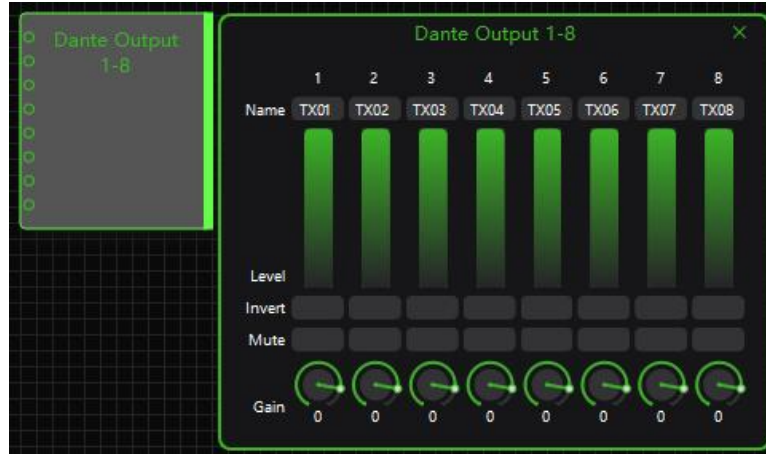 Dante Output
1-8
Dante Output 1-8
1 2 3 4 5 6 7 8
Name TX01 TX02 TX03 TX04 TX05 TX06 TX07 TX08
Level
Invert
Mute
Gain 0 0 0 0 0 0 0 0